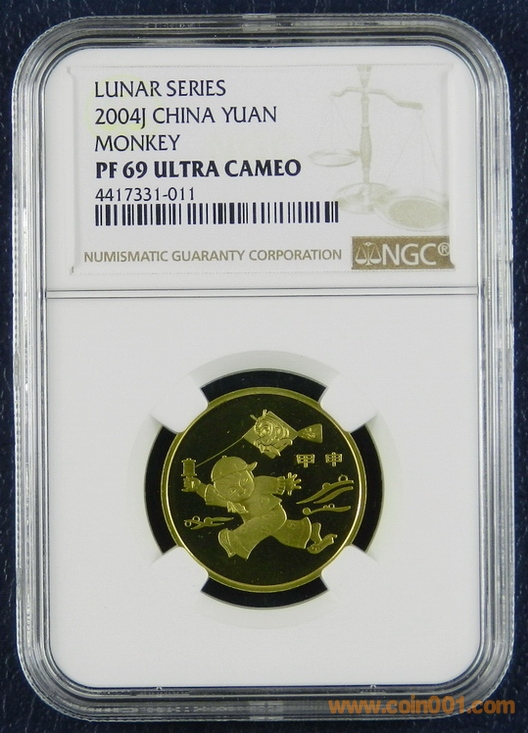 LUNAR SERIES
2004J CHINA YUAN
MONKEY
PF 69 ULTRA CAMEO
4417331-011
NUMISMATIC GUARANTY CORPORATION
NGC®
甲申
www.coin001.com